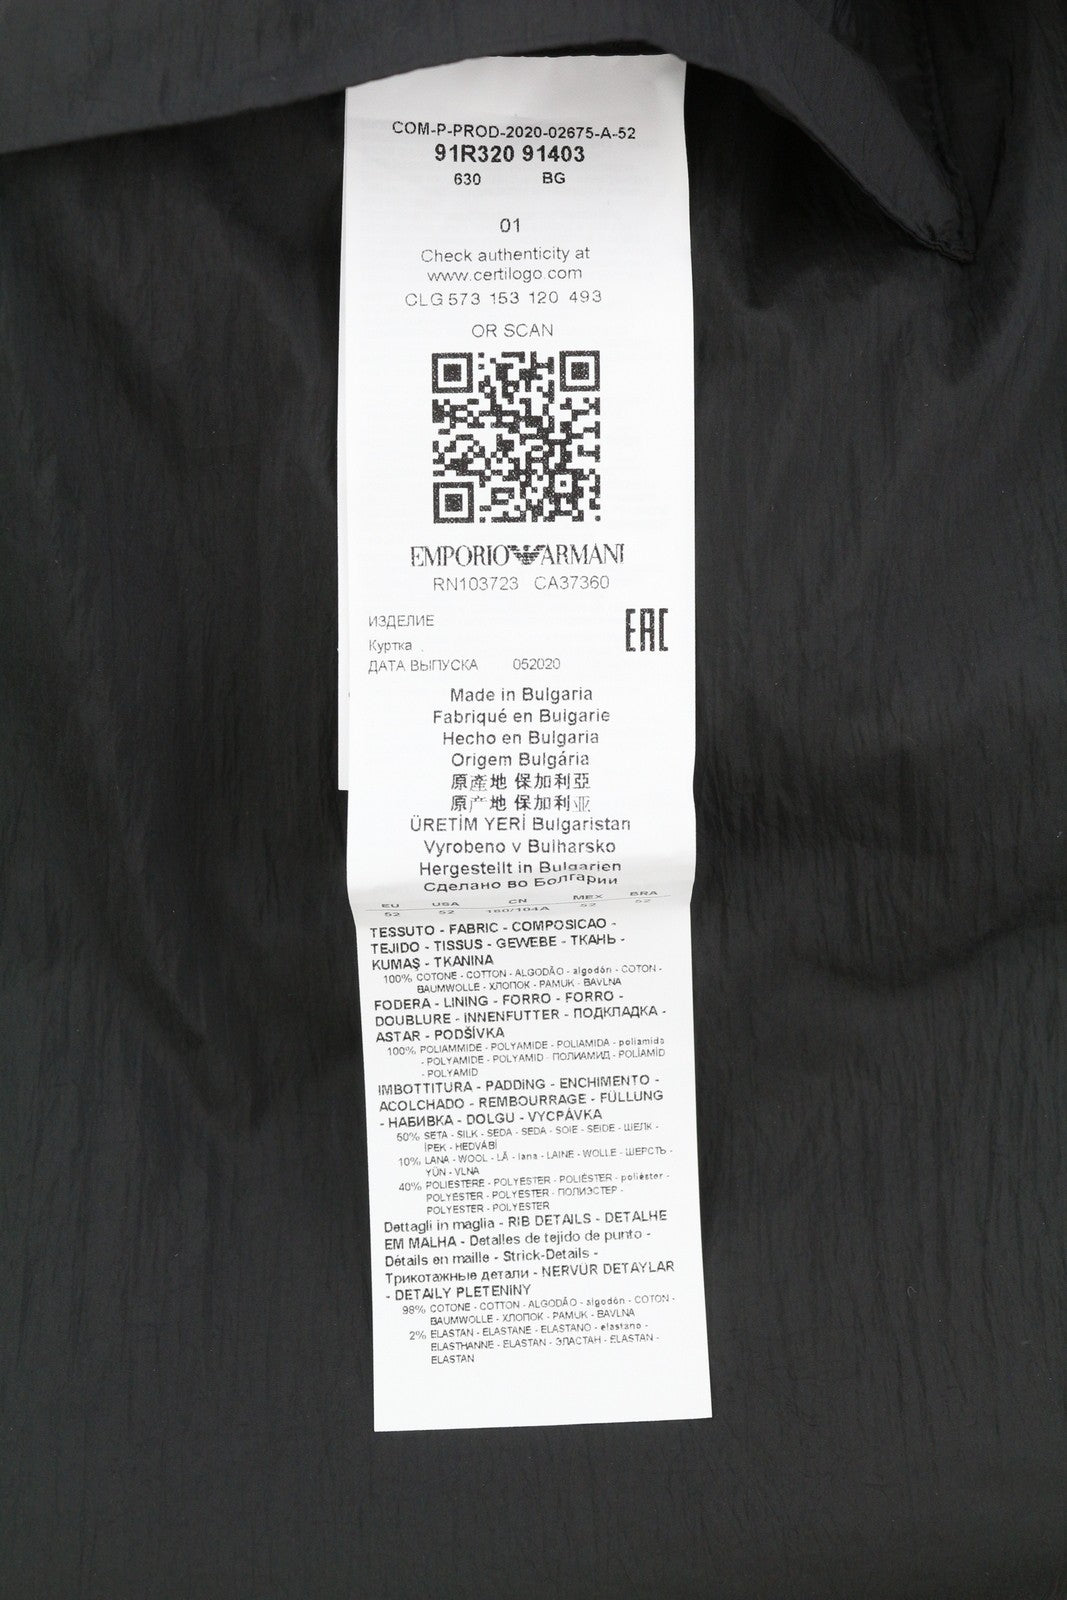 COM-P-PROD-2020-02675-A-52
91R320 91403
630 BG
01
Check authenticity at
www.certilogo.com
CLG 573 153 120 493
OR SCAN
EMPORIO ARMANI
RN103723 CA37360
ИЗДЕЛИЕ
Куртка
EAC
ДАТА ВЫПУСКА 052020
Made in Bulgaria
Fabriqué en Bulgarie
Hecho en Bulgaria
Origem Bulgária
原產地 保加利亞
原产地 保加利亚
ÜRETİM YERİ Bulgaristan
Vyrobeno v Bulharsko
Hergestellt in Bulgarien
Сделано во Болгарии
EU USA CN MEX BRA
52 52 180/104A 52 52
TESSUTO - FABRIC - COMPOSICAO -
TEJIDO - TISSUS - GEWEBE - ТКАНЬ -
KUMAŞ - TKANINA
100% COTONE - COTTON - ALGODÃO - algodón - COTON -
BAUMWOLLE - ХЛОПОК - PAMUK - BAVLNA
FODERA - LINING - FORRO - FORRO -
DOUBLURE - INNENFUTTER - ПОДКЛАДКА -
ASTAR - PODŠÍVKA
100% POLIAMMIDE - POLYAMIDE - POLIAMIDA - poliamida
- POLYAMIDE - POLYAMID - ПОЛИАМИД - POLİAMİD
- POLYAMID
IMBOTTITURA - PADDING - ENCHIMENTO -
ACOLCHADO - REMBOURRAGE - FÜLLUNG
- НАБИВКА - DOLGU - VYCPÁVKA
50% SETA - SILK - SEDA - SEDA - SOIE - SEIDE - ШЕЛК -
İPEK - HEDVÁBÍ
10% LANA - WOOL - LÃ - lana - LAINE - WOLLE - ШЕРСТЬ -
YÜN - VLNA
40% POLIESTERE - POLYESTER - POLIÉSTER - poliéster -
POLYESTER - POLYESTER - ПОЛИЭСТЕР -
POLYESTER - POLYESTER
Dettagli in maglia - RIB DETAILS - DETALHE
EM MALHA - Detalles de tejido de punto -
Détails en maille - Strick-Details -
Трикотажные детали - NERVÜR DETAYLAR
- DETAILY PLETENINY
98% COTONE - COTTON - ALGODÃO - algodón - COTON -
BAUMWOLLE - ХЛОПОК - PAMUK - BAVLNA
2% ELASTAN - ELASTANE - ELASTANO - elastano -
ELASTHANNE - ELASTAN - ЭЛАСТАН - ELASTAN -
ELASTAN